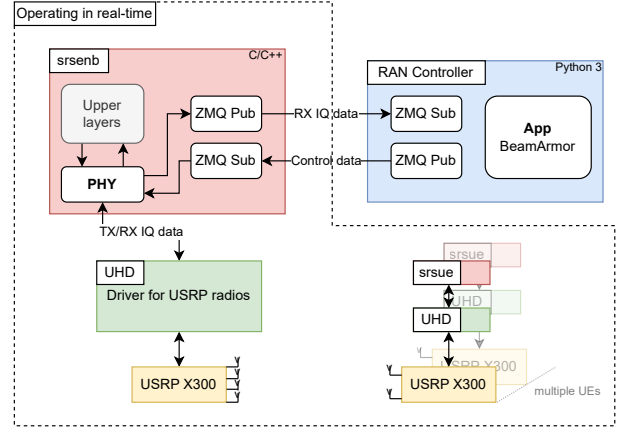 Operating in real-time
srsenb
C/C++
Upper
layers
PHY
ZMQ Pub
ZMQ Sub
RX IQ data
Control data
RAN Controller
Python 3
ZMQ Sub
ZMQ Pub
App
BeamArmor
TX/RX IQ data
UHD
Driver for USRP radios
USRP X300
srsue
srsue
UHD
UHD
USRP X300
USRP X300
multiple UEs